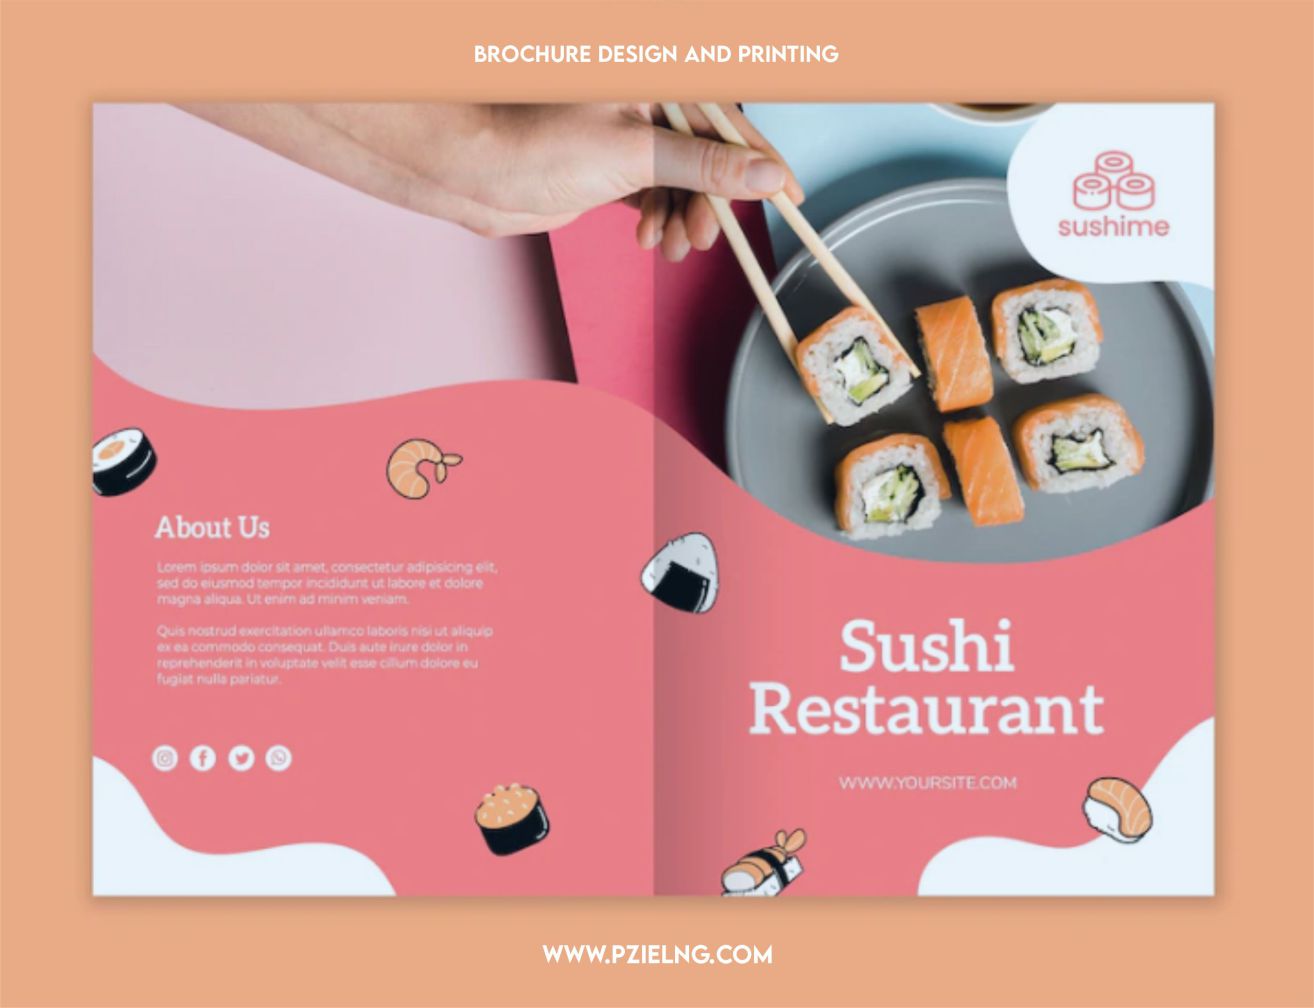 BROCHURE DESIGN AND PRINTING
sushime
About Us
Lorem ipsum dolor sit amet, consectetur adipisicing elit,
sed do eiusmod tempor incididunt ut labore et dolore
magna aliqua. Ut enim ad minim veniam.
Quis nostrud exercitation ullamco laboris nisi ut aliquip
ex ea commodo consequat. Duis aute irure dolor in
reprehenderit in voluptate velit esse cillum dolore eu
fugiat nulla pariatur.
Sushi
Restaurant
WWW.YOURSITE.COM
WWW.PZIELNG.COM